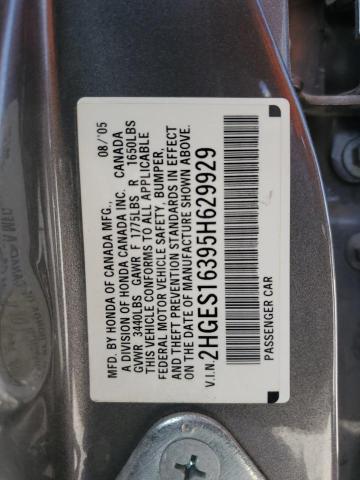 MFD. BY HONDA OF CANADA MFG., 08/'05
A DIVISION OF HONDA CANADA INC. CANADA
GVWR 3440LBS GAWR F 1775LBS R 1650LBS
THIS VEHICLE CONFORMS TO ALL APPLICABLE
FEDERAL MOTOR VEHICLE SAFETY, BUMPER,
AND THEFT PREVENTION STANDARDS IN EFFECT
ON THE DATE OF MANUFACTURE SHOWN ABOVE.
V.I.N. 2HGES16395H629929
PASSENGER CAR